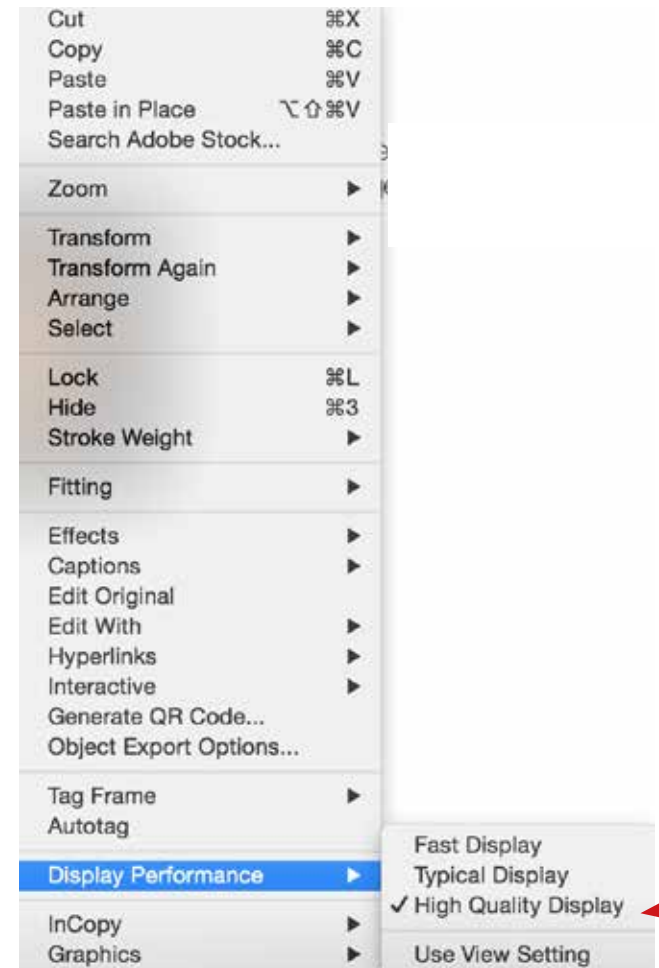 Cut ⌘X
Copy ⌘C
Paste ⌘V
Paste in Place ⌥⇧⌘V
Search Adobe Stock...
Zoom
Transform
Transform Again
Arrange
Select
Lock ⌘L
Hide ⌘3
Stroke Weight
Fitting
Effects
Captions
Edit Original
Edit With
Hyperlinks
Interactive
Generate QR Code...
Object Export Options...
Tag Frame
Autotag
Display Performance
InCopy
Graphics
Fast Display
Typical Display
✓ High Quality Display
Use View Setting